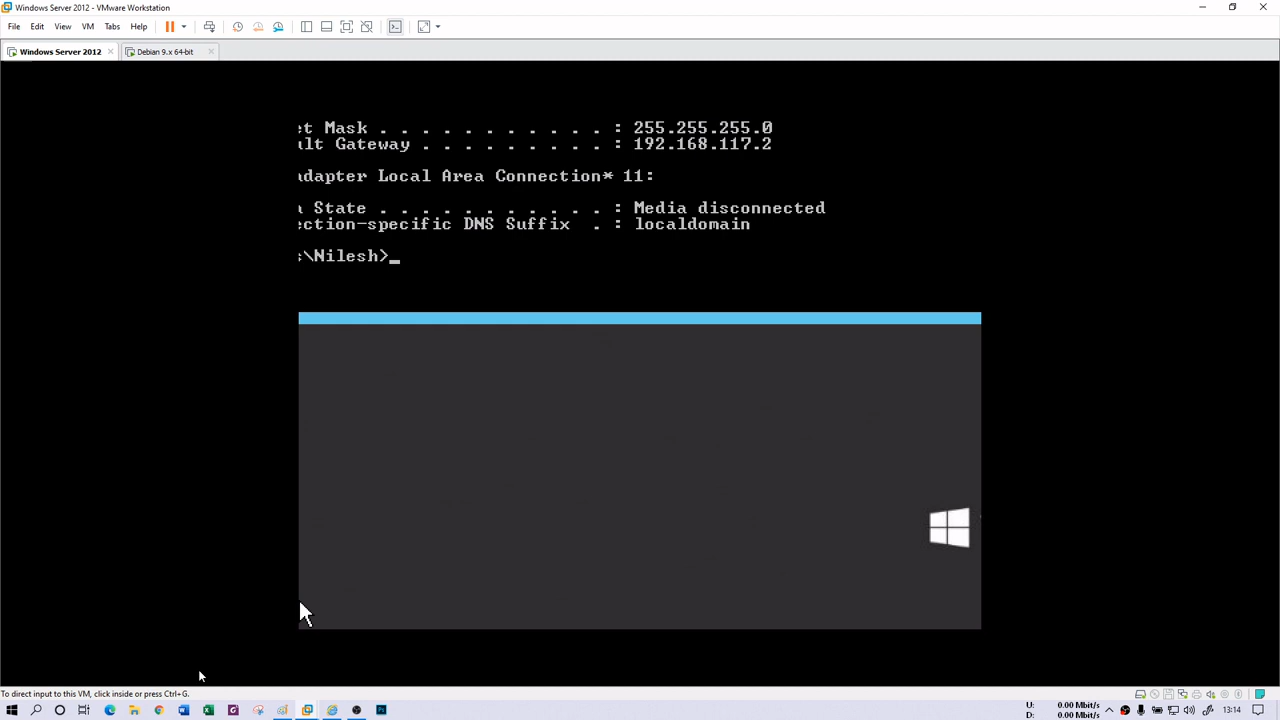 Windows Server 2012 - VMware Workstation
File Edit View VM Tabs Help
Windows Server 2012
Debian 9.x 64-bit
et Mask . . . . . . . . . . . : 255.255.255.0
ult Gateway . . . . . . . . . : 192.168.117.2
adapter Local Area Connection* 11:
a State . . . . . . . . . . . : Media disconnected
ection-specific DNS Suffix  . : localdomain
s\Nilesh>_
To direct input to this VM, click inside or press Ctrl+G.
U: 0.00 Mbit/s
D: 0.00 Mbit/s
13:14